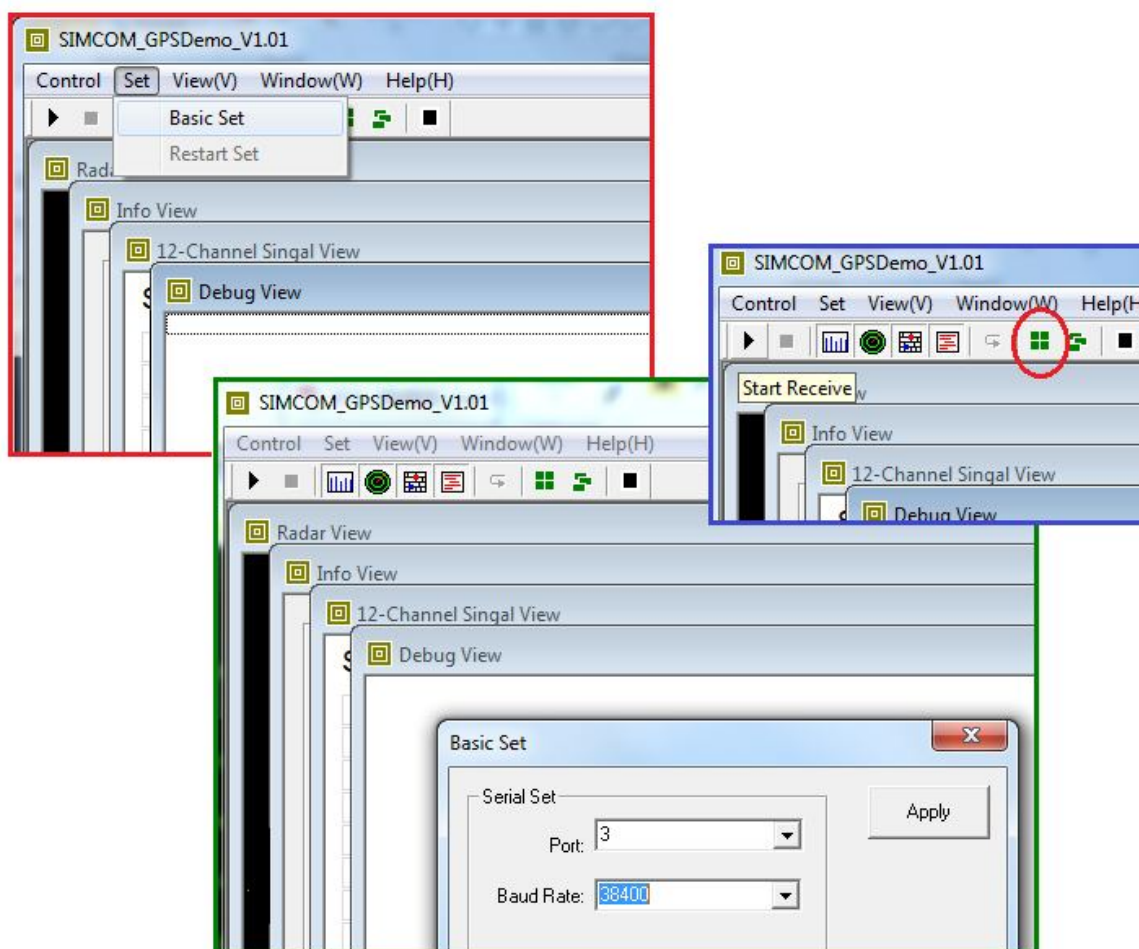 SIMCOM_GPSDemo_V1.01
Control Set View(V) Window(W) Help(H)
Basic Set
Restart Set
Info View
12-Channel Singal View
Debug View
SIMCOM_GPSDemo_V1.01
Control Set View(V) Window(W) Help(H
Start Receive
Info View
12-Channel Singal View
Debug View
SIMCOM_GPSDemo_V1.01
Control Set View(V) Window(W) Help(H)
Radar View
Info View
12-Channel Singal View
Debug View
Basic Set
Serial Set
Apply
Port: 3
Baud Rate: 38400